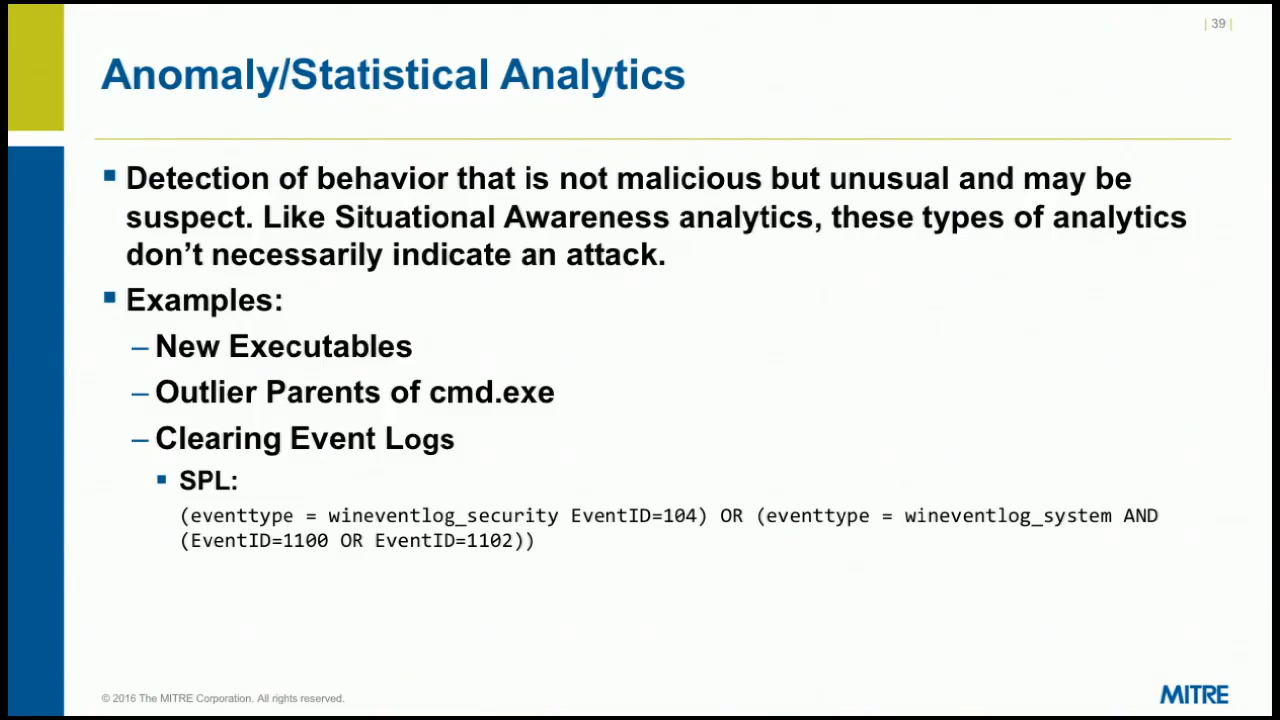 | 39 |
Anomaly/Statistical Analytics
▪ Detection of behavior that is not malicious but unusual and may be
suspect. Like Situational Awareness analytics, these types of analytics
don’t necessarily indicate an attack.
▪ Examples:
– New Executables
– Outlier Parents of cmd.exe
– Clearing Event Logs
▪ SPL:
(eventtype = wineventlog_security EventID=104) OR (eventtype = wineventlog_system AND
(EventID=1100 OR EventID=1102))
© 2016 The MITRE Corporation. All rights reserved.
MITRE